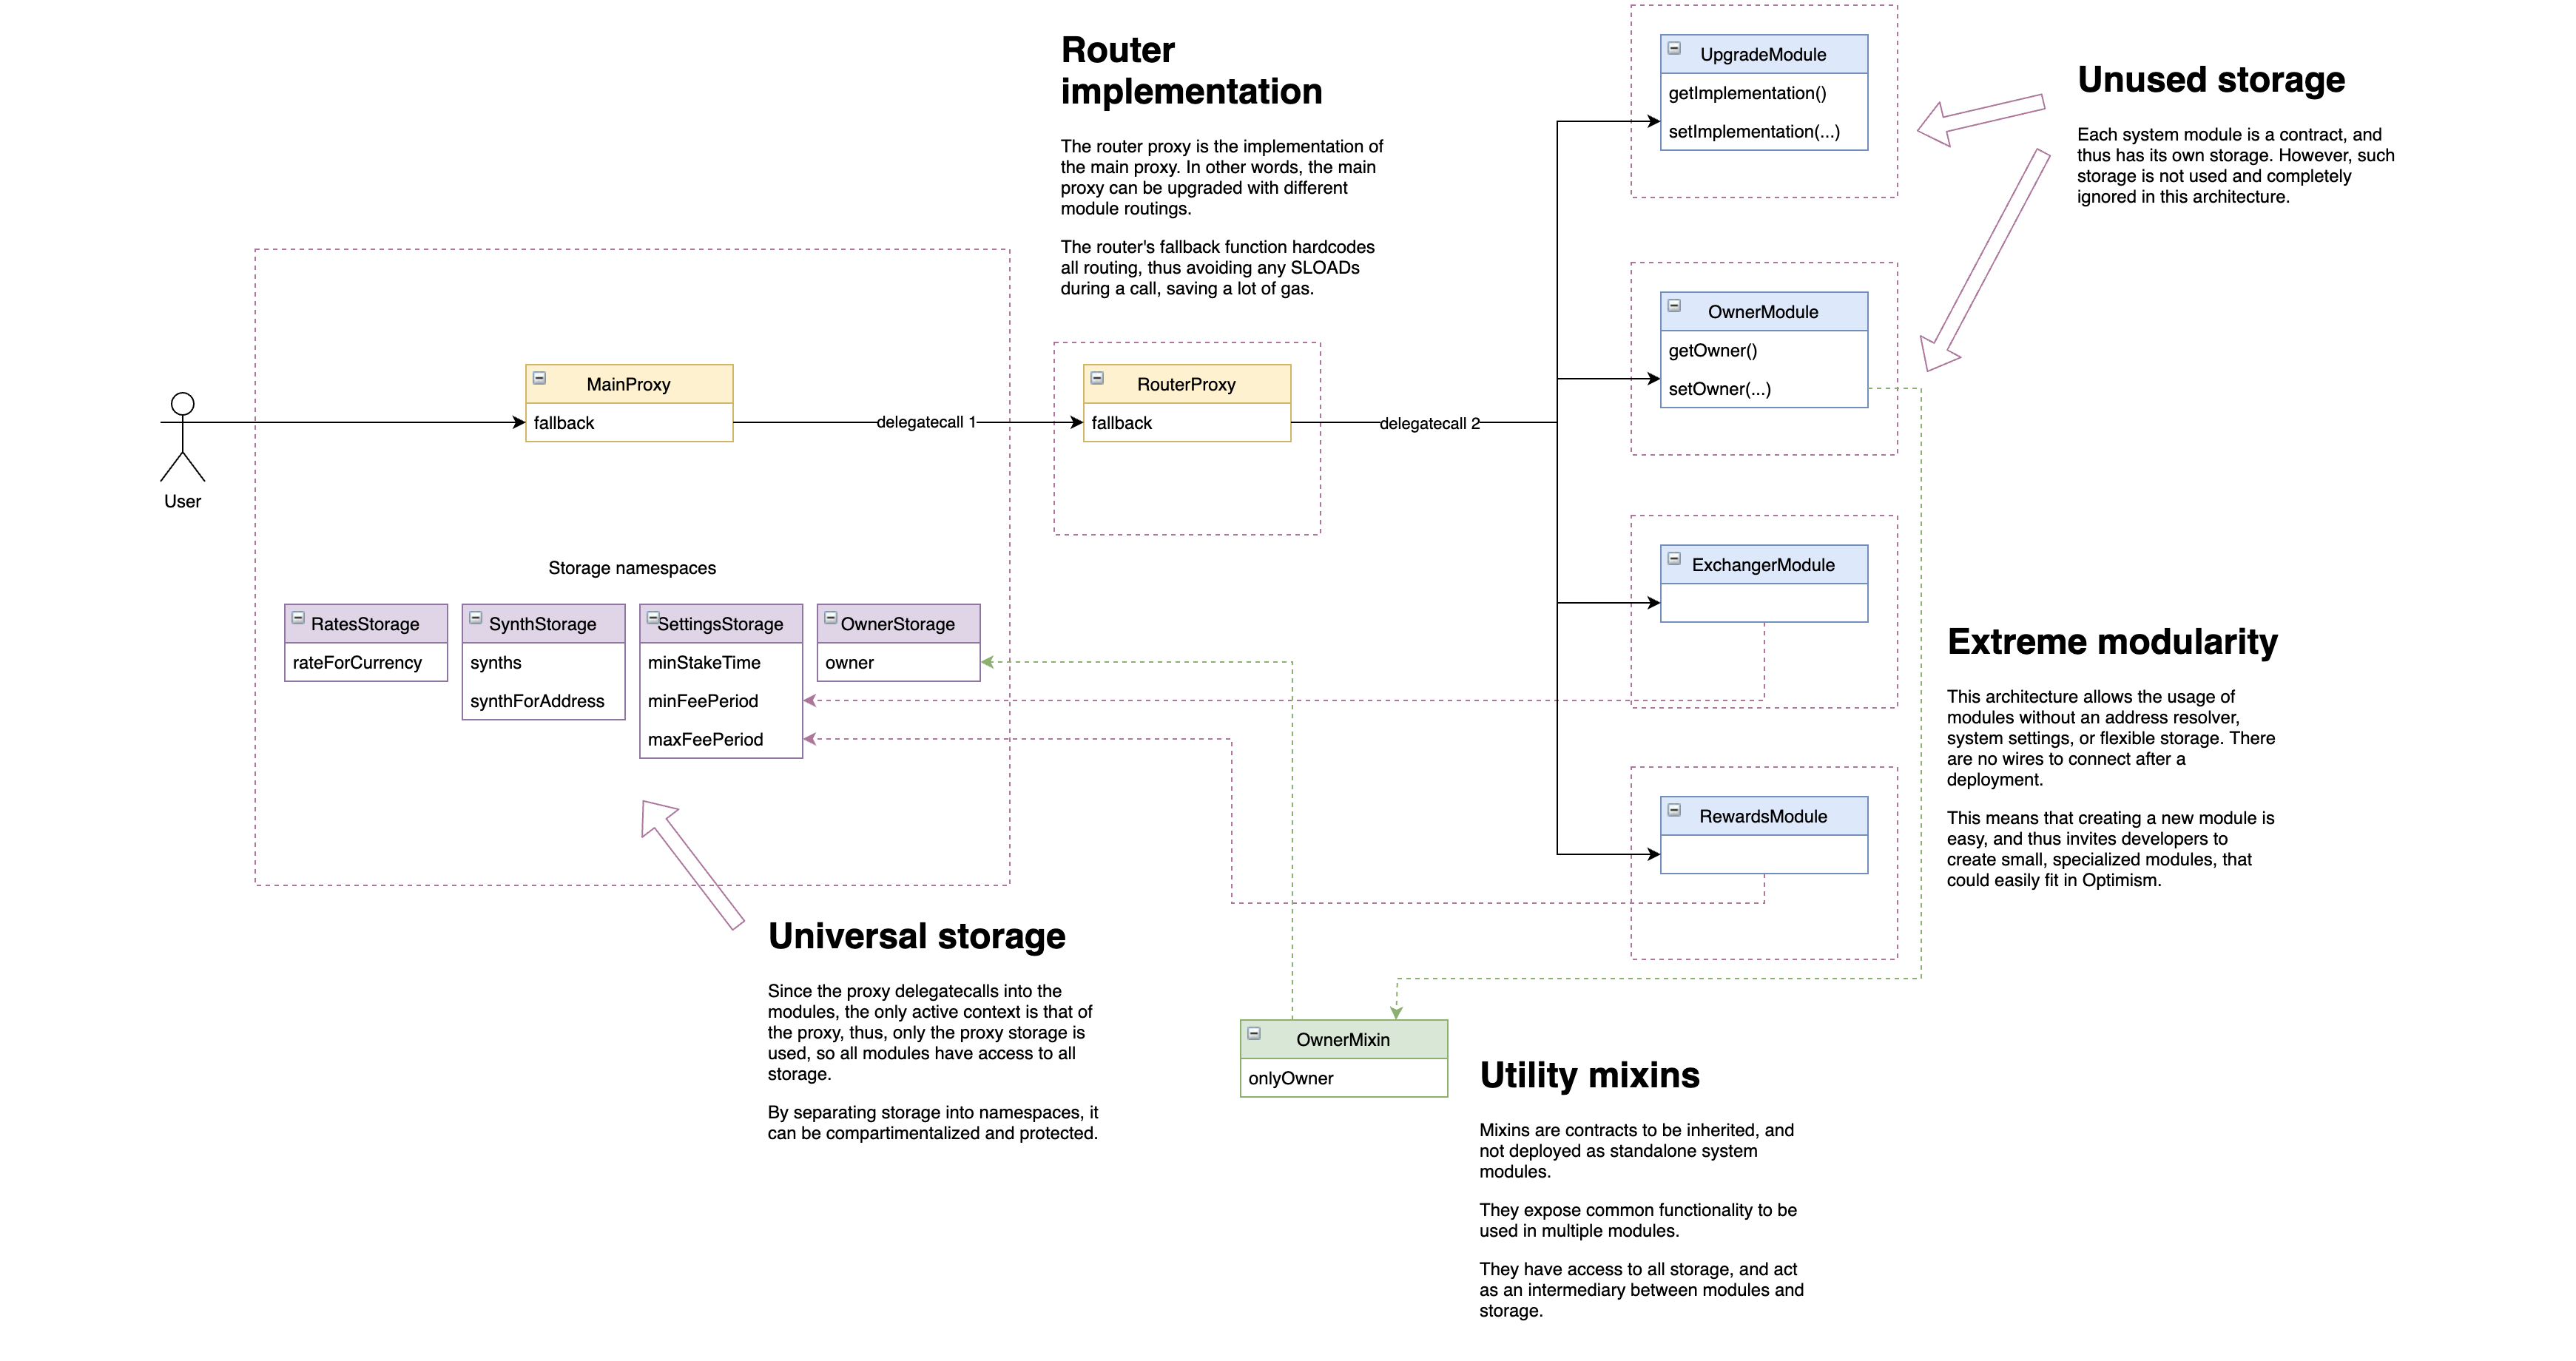 Router
implementation
The router proxy is the implementation of
the main proxy. In other words, the main
proxy can be upgraded with different
module routings.
The router's fallback function hardcodes
all routing, thus avoiding any SLOADs
during a call, saving a lot of gas.
UpgradeModule
getImplementation()
setImplementation(...)
Unused storage
Each system module is a contract, and
thus has its own storage. However, such
storage is not used and completely
ignored in this architecture.
OwnerModule
getOwner()
setOwner(...)
User
MainProxy
fallback
delegatecall 1
RouterProxy
fallback
delegatecall 2
Storage namespaces
RatesStorage
rateForCurrency
SynthStorage
synths
synthForAddress
SettingsStorage
minStakeTime
minFeePeriod
maxFeePeriod
OwnerStorage
owner
ExchangerModule
RewardsModule
Extreme modularity
This architecture allows the usage of
modules without an address resolver,
system settings, or flexible storage. There
are no wires to connect after a
deployment.
This means that creating a new module is
easy, and thus invites developers to
create small, specialized modules, that
could easily fit in Optimism.
Universal storage
Since the proxy delegatecalls into the
modules, the only active context is that of
the proxy, thus, only the proxy storage is
used, so all modules have access to all
storage.
By separating storage into namespaces, it
can be compartimentalized and protected.
OwnerMixin
onlyOwner
Utility mixins
Mixins are contracts to be inherited, and
not deployed as standalone system
modules.
They expose common functionality to be
used in multiple modules.
They have access to all storage, and act
as an intermediary between modules and
storage.